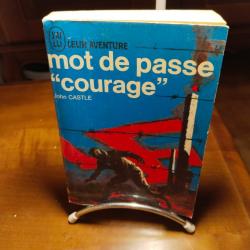 J'AI
LU
LEUR AVENTURE
mot de passe
"courage"
John CASTLE